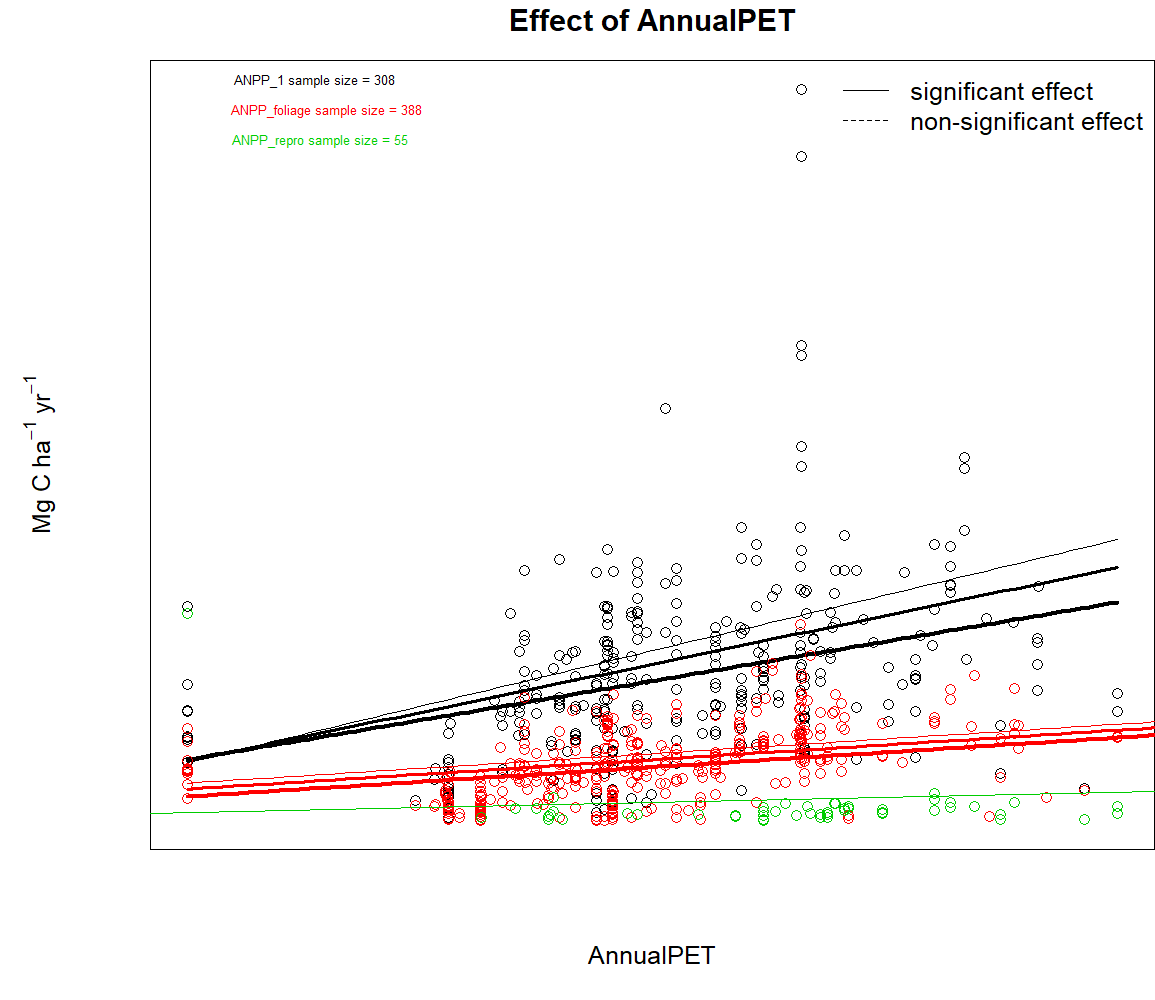 Effect of AnnualPET
ANPP_1 sample size = 308
ANPP_foliage sample size = 388
ANPP_repro sample size = 55
significant effect
non-significant effect
Mg C ha⁻¹ yr⁻¹
AnnualPET